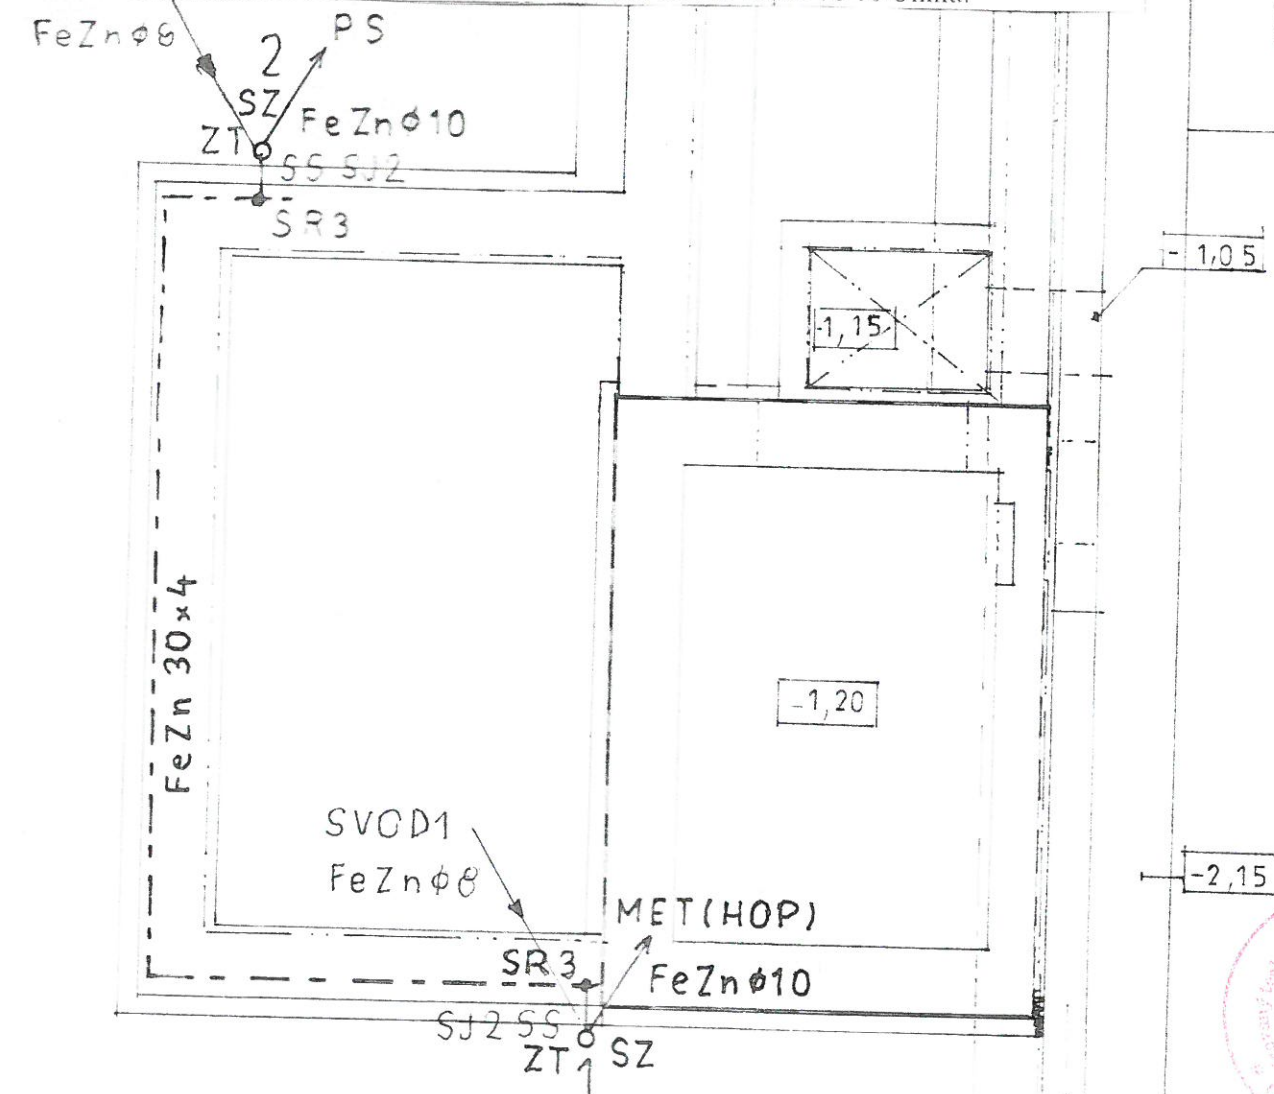 FeZnϕ8
PS
2
SZ
ZT
FeZnϕ10
SS SJ2
SR3
- 1,05
-1,15
FeZn 30x4
-1,20
SVOD1
FeZnϕ8
-2,15
MET(HOP)
SR3
FeZnϕ10
SJ2 SS
ZT
SZ